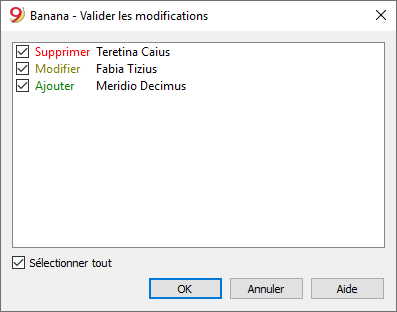 Banana - Valider les modifications
Supprimer Teretina Caius
Modifier Fabia Tizius
Ajouter Meridio Decimus
Sélectionner tout
OK Annuler Aide